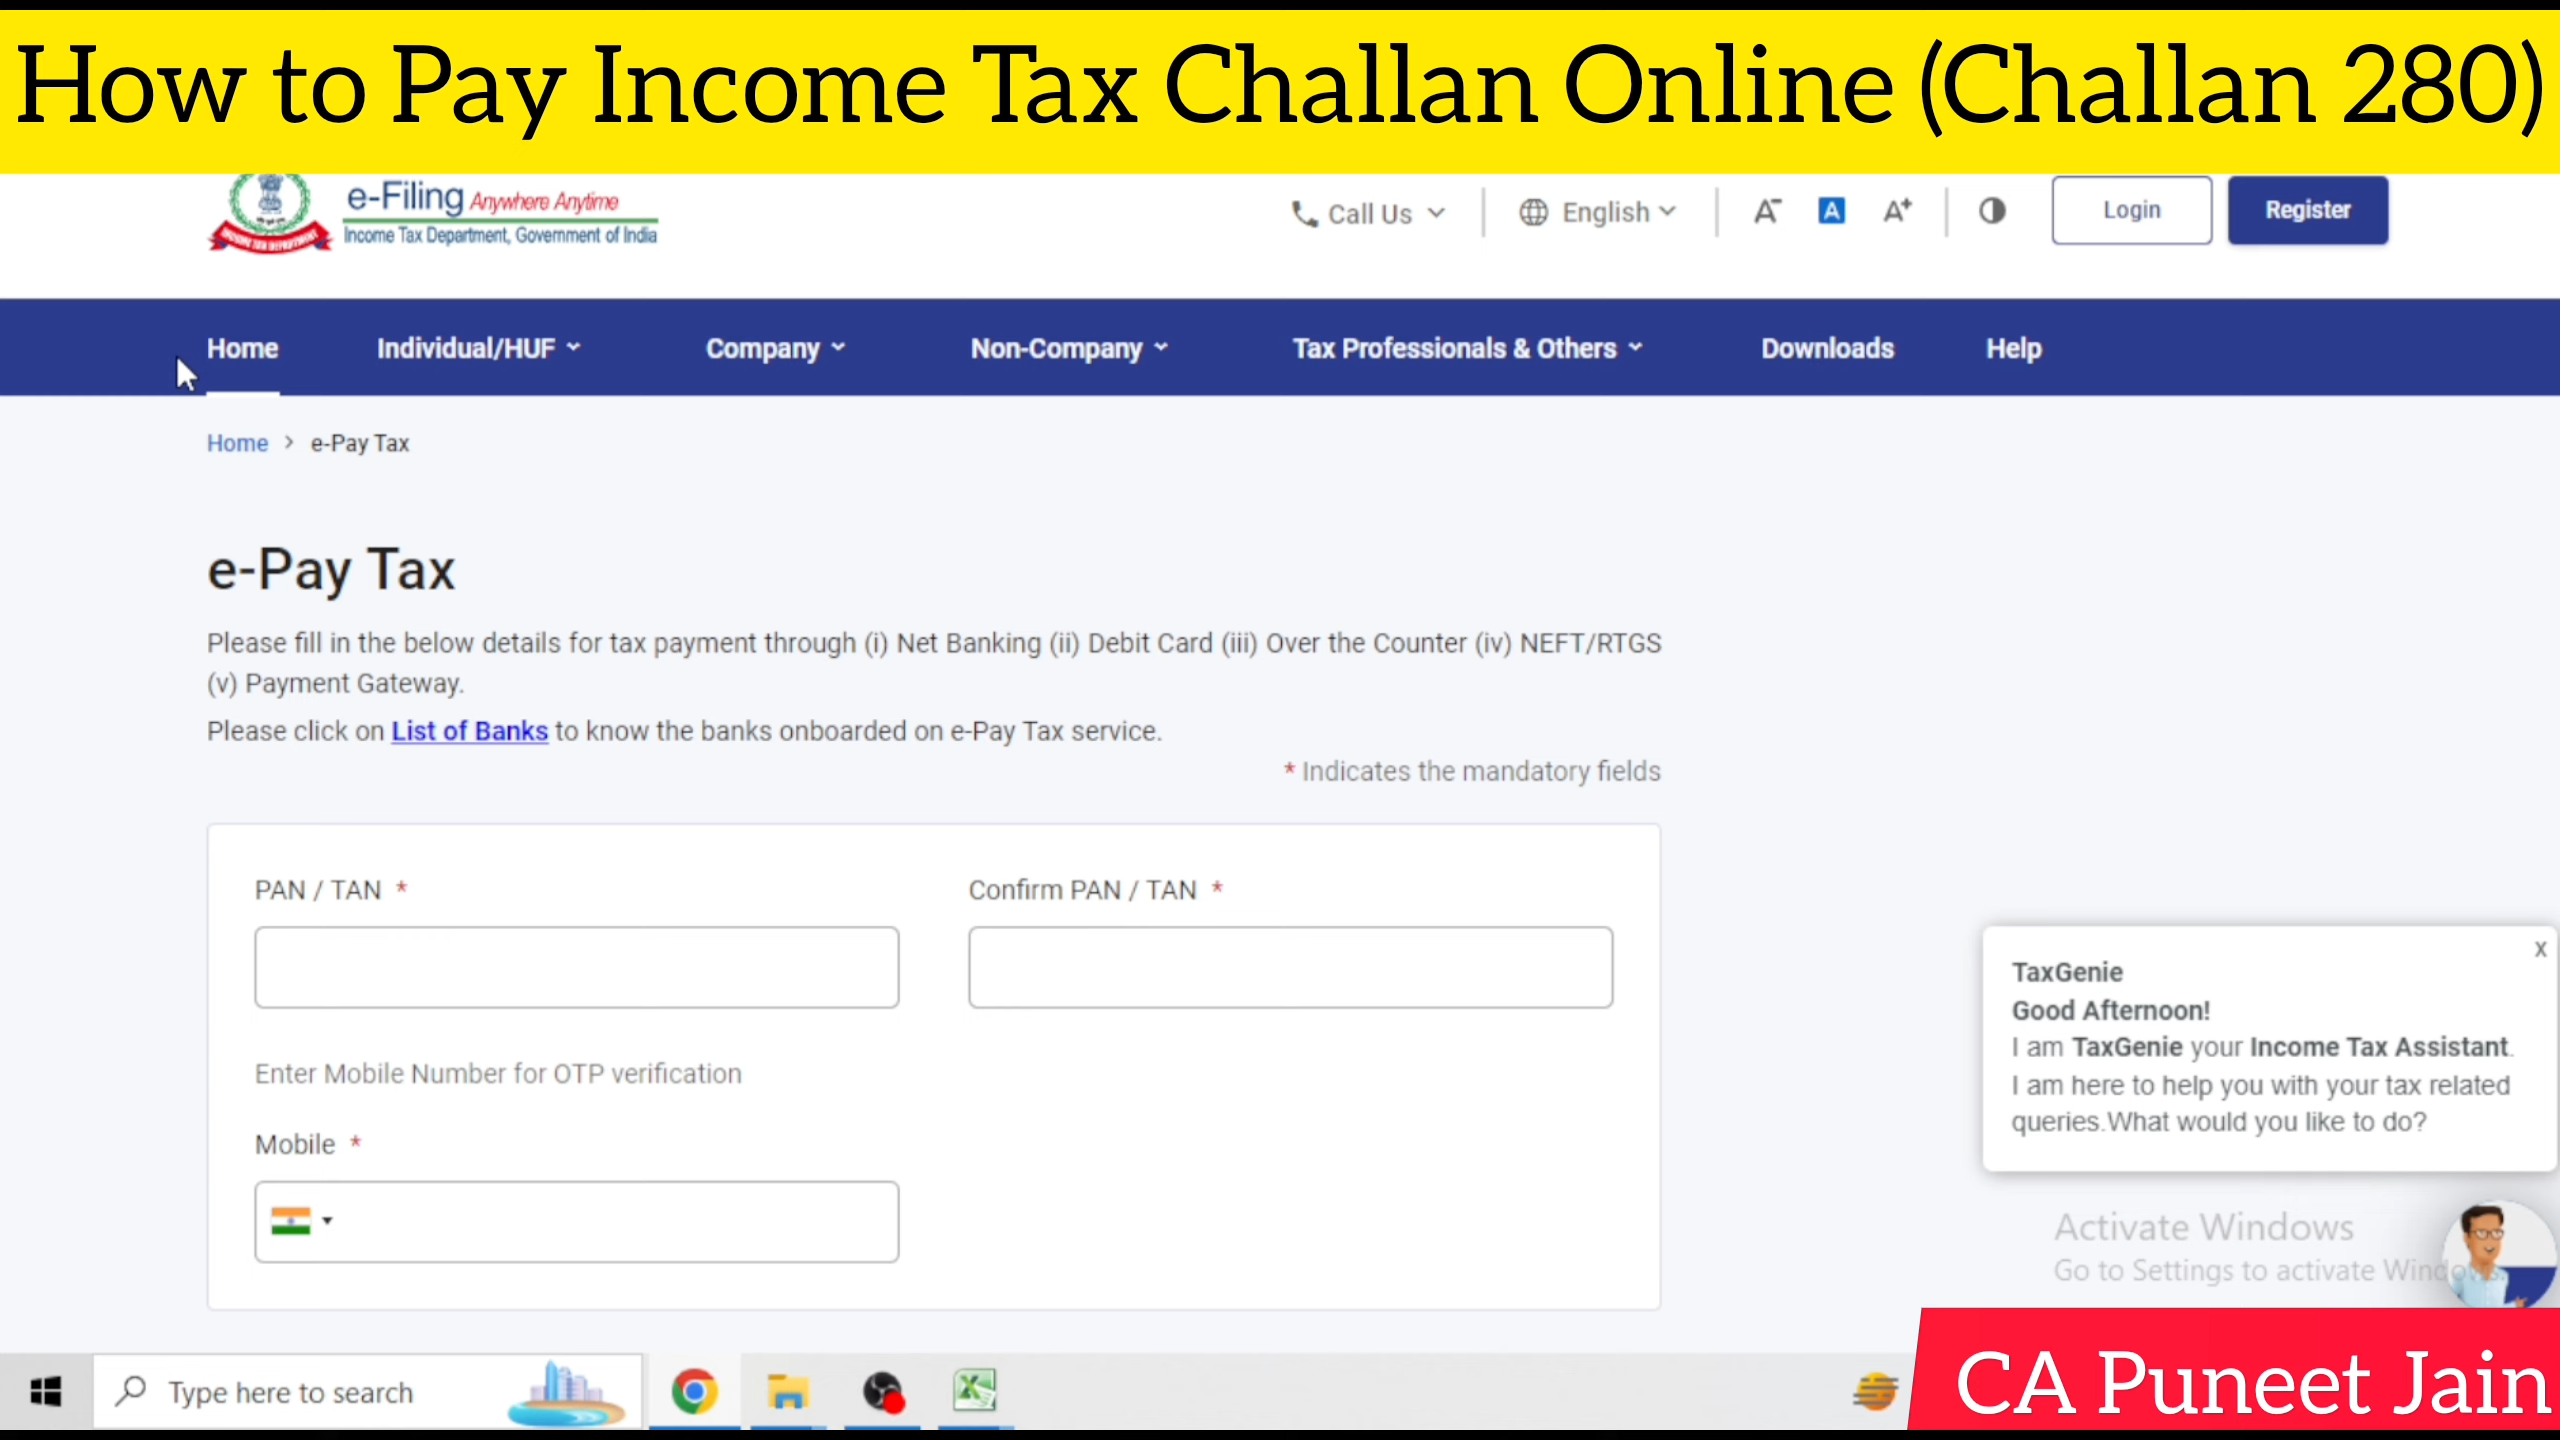 How to Pay Income Tax Challan Online (Challan 280)
e-Filing Anywhere Anytime
Income Tax Department, Government of India
Call Us
English
A- A A+
Login
Register
Home Individual/HUF Company Non-Company Tax Professionals & Others Downloads Help
Home > e-Pay Tax
e-Pay Tax
Please fill in the below details for tax payment through (i) Net Banking (ii) Debit Card (iii) Over the Counter (iv) NEFT/RTGS
(v) Payment Gateway.
Please click on List of Banks to know the banks onboarded on e-Pay Tax service.
* Indicates the mandatory fields
PAN / TAN *
Confirm PAN / TAN *
Enter Mobile Number for OTP verification
Mobile *
x
TaxGenie
Good Afternoon!
I am TaxGenie your Income Tax Assistant.
I am here to help you with your tax related
queries.What would you like to do?
Activate Windows
Go to Settings to activate Windows.
Type here to search
CA Puneet Jain